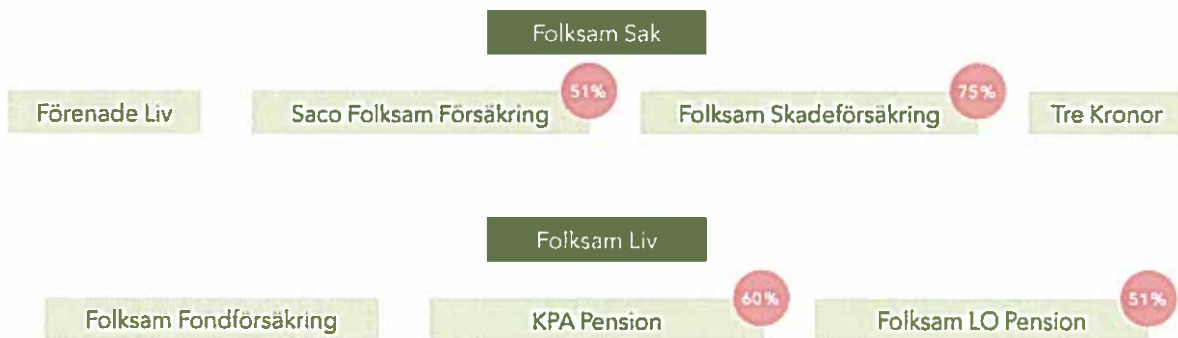 Folksam Sak
Förenade Liv
Saco Folksam Försäkring
51%
Folksam Skadeförsäkring
75%
Tre Kronor
Folksam Liv
Folksam Fondförsäkring
KPA Pension
60%
Folksam LO Pension
51%